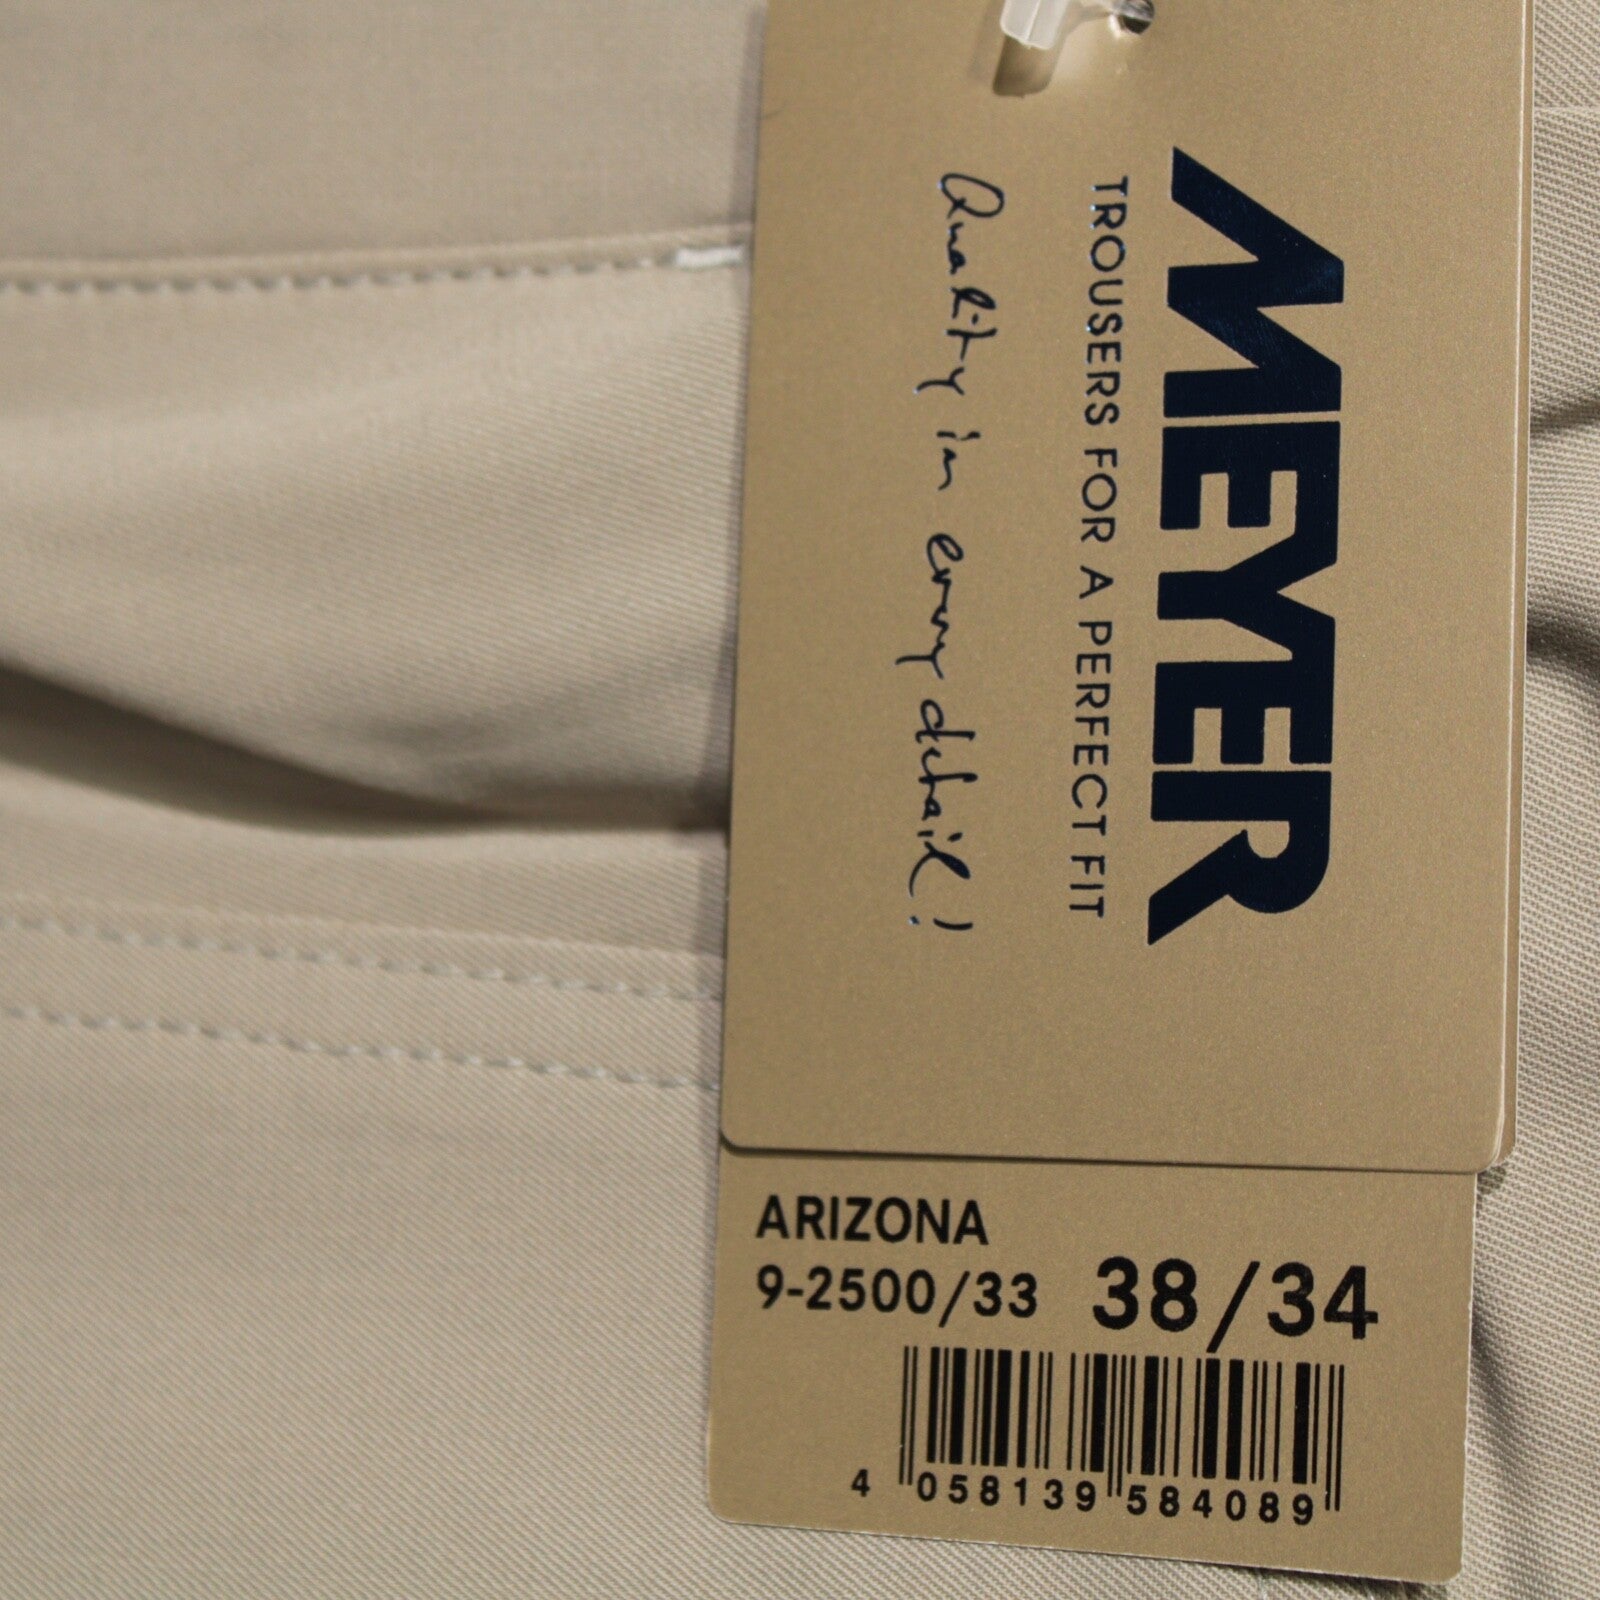 MEYER
TROUSERS FOR A PERFECT FIT
Quality in every detail!
ARIZONA
9-2500/33 38/34
4 058139 584089